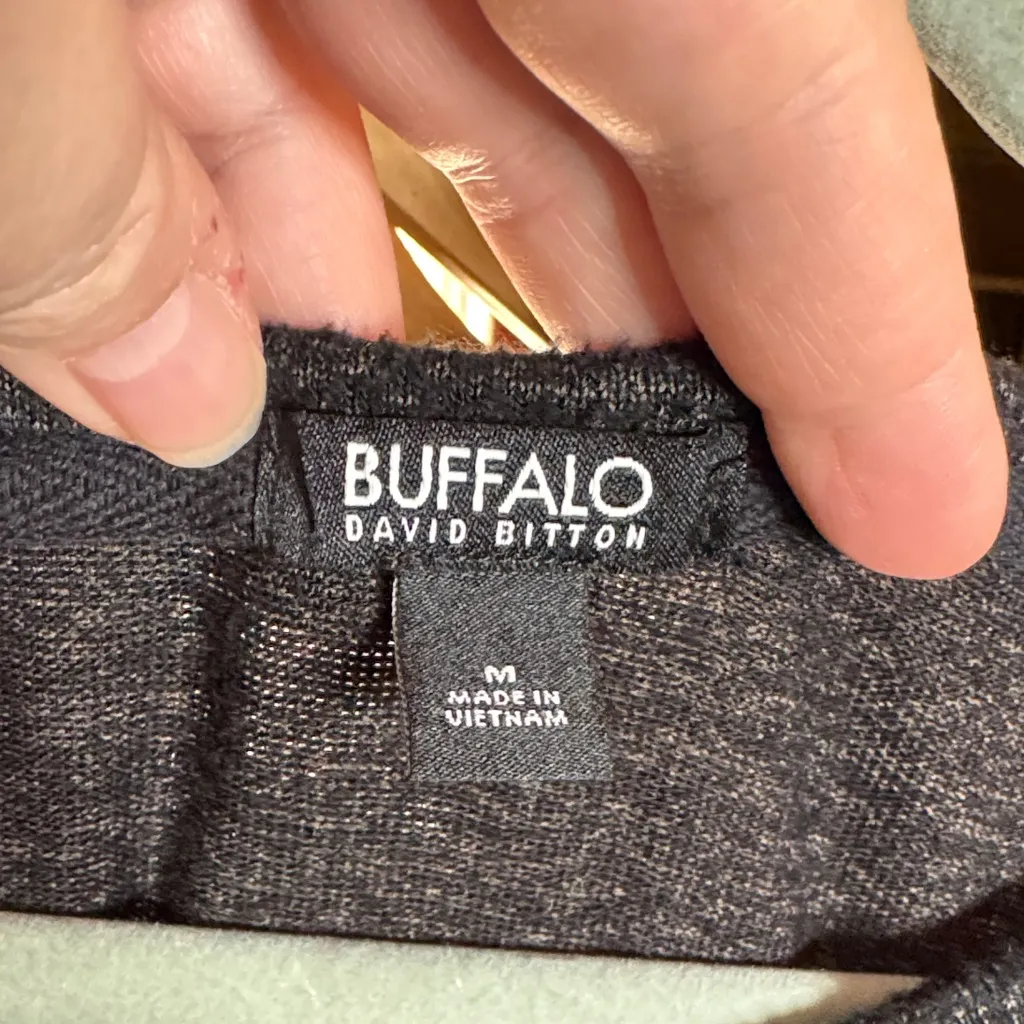 BUFFALO
DAVID BITTON
M
MADE IN
VIETNAM